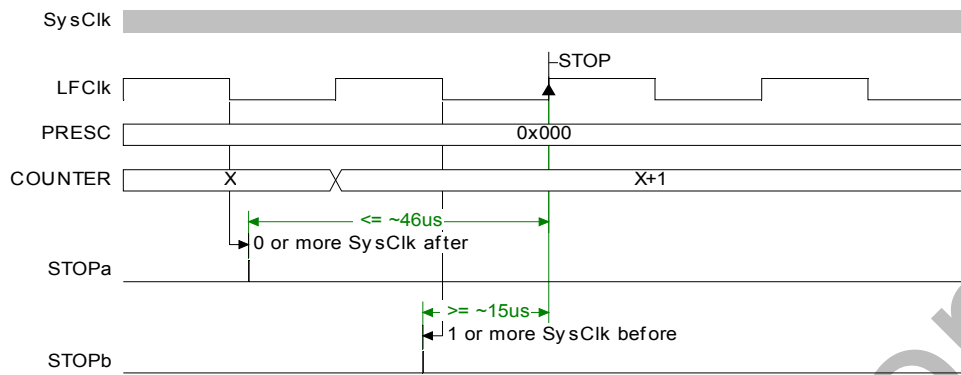 SysClk
STOP
LFClk
PRESC
0x000
COUNTER
X
X+1
<= ~46us
0 or more SysClk after
STOPa
>= ~15us
1 or more SysClk before
STOPb